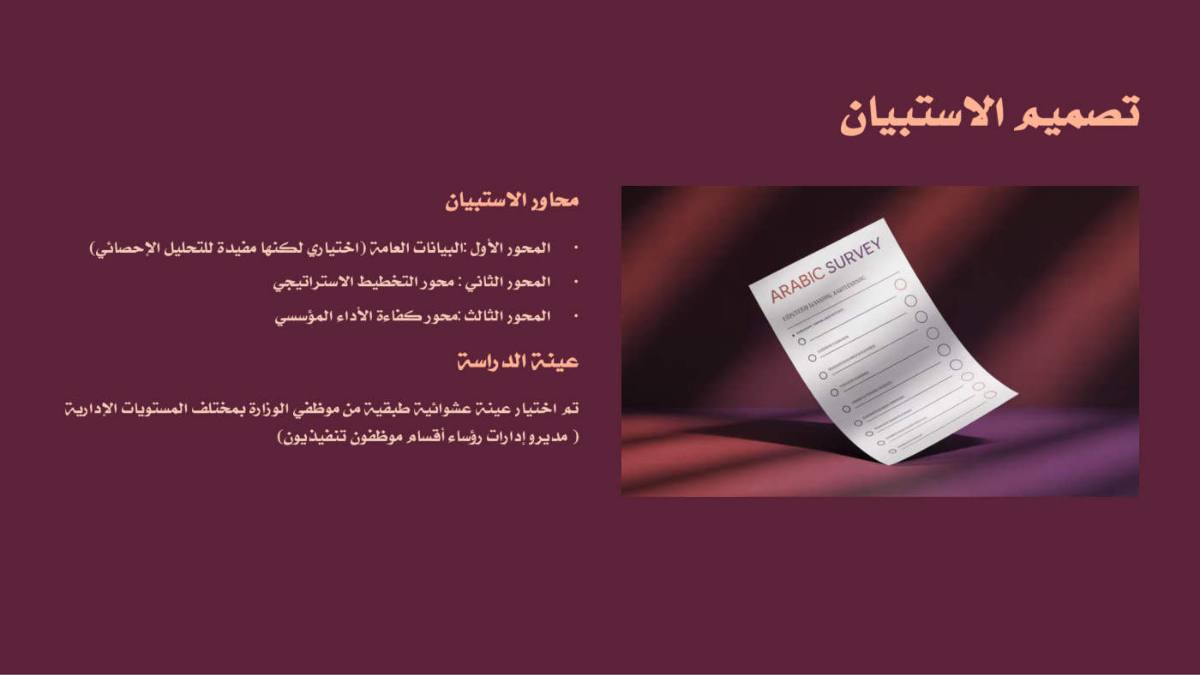 تصميم الاستبيان
محاور الاستبيان
• المحور الأول :البيانات العامة (اختياري لكنها مفيدة للتحليل الإحصائي)
• المحور الثاني : محور التخطيط الاستراتيجي
• المحور الثالث :محور كفاءة الأداء المؤسسي
عينة الدراسة
تم اختيار عينة عشوائية طبقية من موظفي الوزارة بمختلف المستويات الإدارية
( مديرو إدارات رؤساء أقسام موظفون تنفيذيون)
ARABIC SURVEY